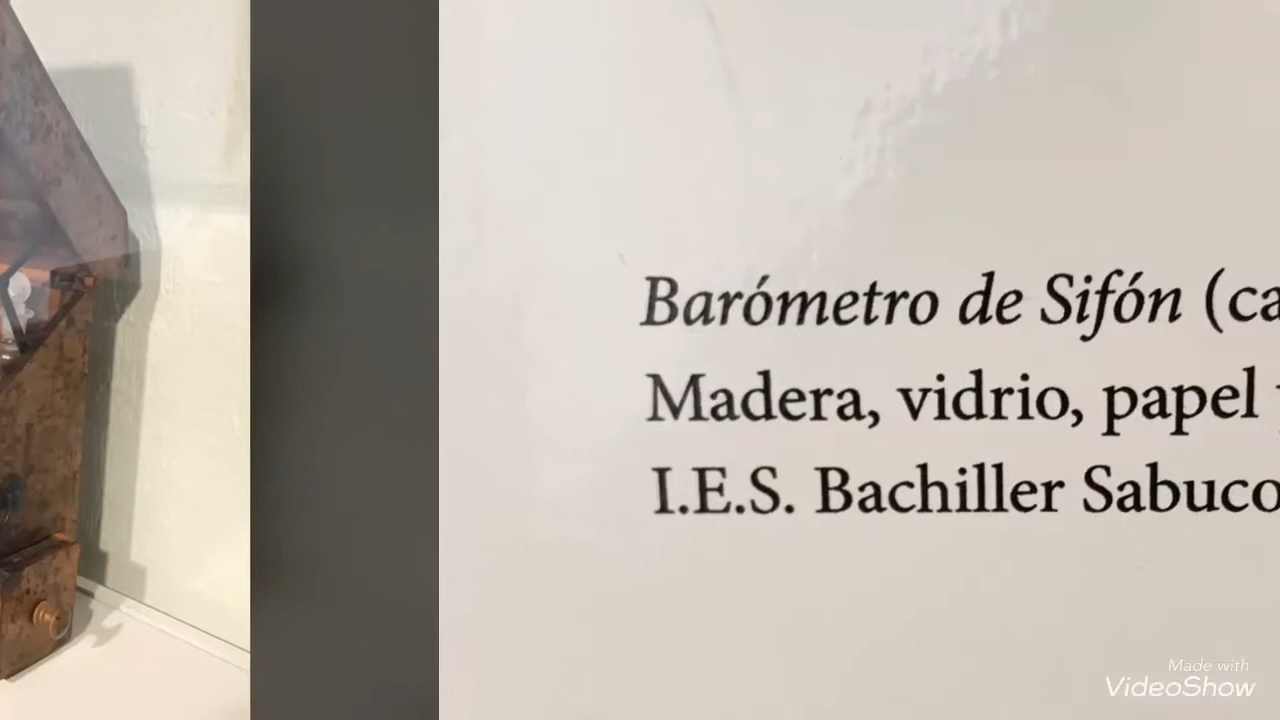 Barómetro de Sifón (ca
Madera, vidrio, papel
I.E.S. Bachiller Sabuco
Made with
VideoShow